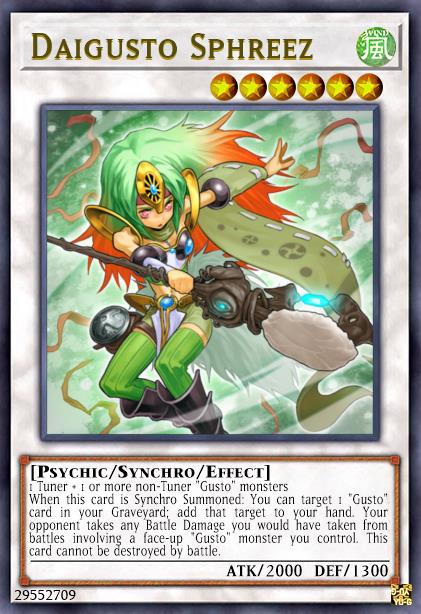 Daigusto Sphreez
WIND
風
[Psychic/Synchro/Effect]
1 Tuner + 1 or more non-Tuner "Gusto" monsters
When this card is Synchro Summoned: You can target 1 "Gusto"
card in your Graveyard; add that target to your hand. Your
opponent takes any Battle Damage you would have taken from
battles involving a face-up "Gusto" monster you control. This
card cannot be destroyed by battle.
ATK/2000 DEF/1300
29552709